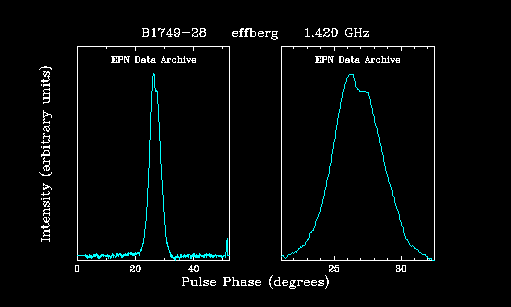 B1749-28 effberg 1.420 GHz
EPN Data Archive
EPN Data Archive
Intensity (arbitrary units)
0 20 40
25 30
Pulse Phase (degrees)